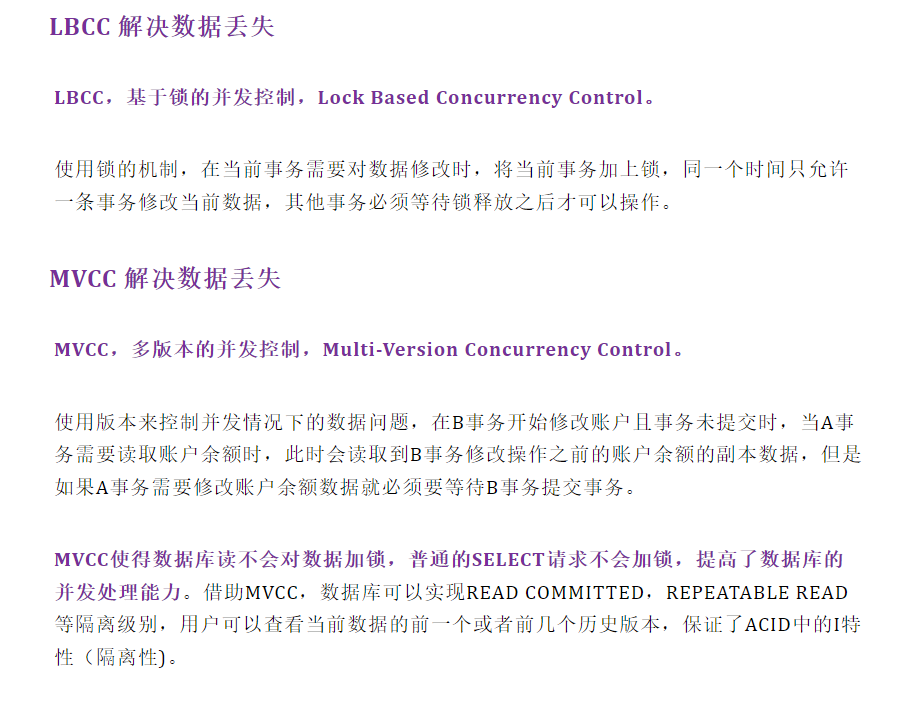 LBCC 解决数据丢失
LBCC，基于锁的并发控制，Lock Based Concurrency Control。
使用锁的机制，在当前事务需要对数据修改时，将当前事务加上锁，同一个时间只允许
一条事务修改当前数据，其他事务必须等待锁释放之后才可以操作。
MVCC 解决数据丢失
MVCC，多版本的并发控制，Multi-Version Concurrency Control。
使用版本来控制并发情况下的数据问题，在B事务开始修改账户且事务未提交时，当A事
务需要读取账户余额时，此时会读取到B事务修改操作之前的账户余额的副本数据，但是
如果A事务需要修改账户余额数据就必须要等待B事务提交事务。
MVCC使得数据库读不会对数据加锁，普通的SELECT请求不会加锁，提高了数据库的
并发处理能力。借助MVCC，数据库可以实现READ COMMITTED，REPEATABLE READ
等隔离级别，用户可以查看当前数据的前一个或者前几个历史版本，保证了ACID中的I特
性（隔离性)。